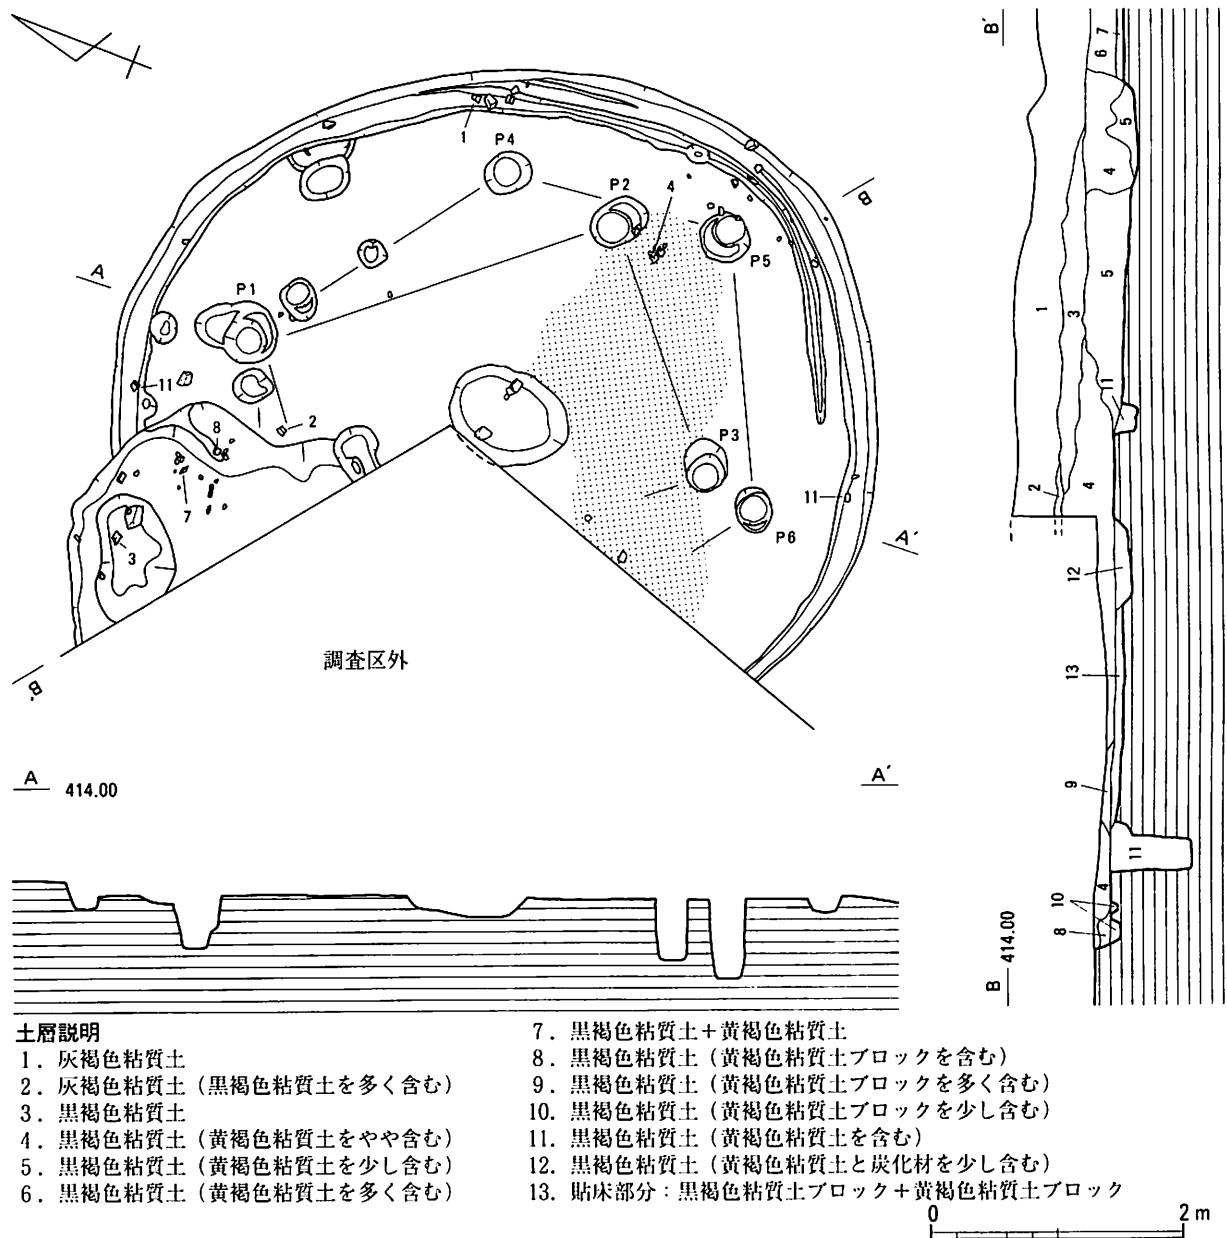 B′
7
6
1
P4
P2
4
5
B
4
A
P1
P5
1
3
5
11
2
11
8
P3
11
2
4
7
P6
A′
3
12
調査区外
B′
13
A
414.00
A′
9
11
4
10
8
B 414.00
土層説明
1. 灰褐色粘質土
2. 灰褐色粘質土（黒褐色粘質土を多く含む）
3. 黒褐色粘質土
4. 黒褐色粘質土（黄褐色粘質土をやや含む）
5. 黒褐色粘質土（黄褐色粘質土を少し含む）
6. 黒褐色粘質土（黄褐色粘質土を多く含む）
7. 黒褐色粘質土＋黄褐色粘質土
8. 黒褐色粘質土（黄褐色粘質土ブロックを含む）
9. 黒褐色粘質土（黄褐色粘質土ブロックを多く含む）
10. 黒褐色粘質土（黄褐色粘質土ブロックを少し含む）
11. 黒褐色粘質土（黄褐色粘質土を含む）
12. 黒褐色粘質土（黄褐色粘質土と炭化材を少し含む）
13. 貼床部分：黒褐色粘質土ブロック＋黄褐色粘質土ブロック
0 2 m